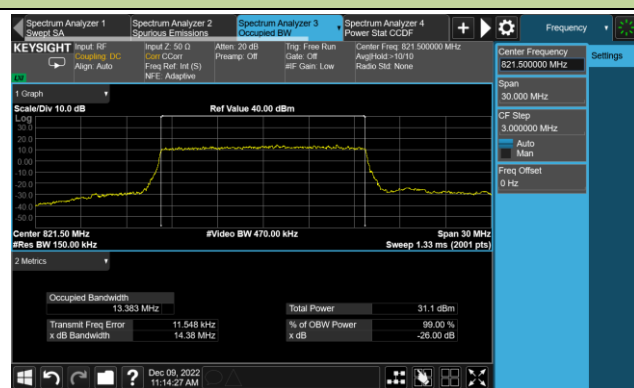 Spectrum Analyzer 1
Swept SA
Spectrum Analyzer 2
Spurious Emissions
Spectrum Analyzer 3
Occupied BW
Spectrum Analyzer 4
Power Stat CCDF
Frequency
KEYSIGHT
LM
Input: RF
Coupling: DC
Align: Auto
Input Z: 50 Ω
Corr CCorr
Freq Ref: Int (S)
NFE: Adaptive
Atten: 20 dB
Preamp: Off
Trig: Free Run
Gate: Off
#IF Gain: Low
Center Freq: 821.500000 MHz
Avg|Hold:>10/10
Radio Std: None
Center Frequency
821.500000 MHz
Settings
Span
30.000 MHz
CF Step
3.000000 MHz
Auto
Man
Freq Offset
0 Hz
1 Graph
Scale/Div 10.0 dB
Ref Value 40.00 dBm
Log
30.0
20.0
10.0
0.00
-10.0
-20.0
-30.0
-40.0
-50.0
Center 821.50 MHz
#Video BW 470.00 kHz
Span 30 MHz
#Res BW 150.00 kHz
Sweep 1.33 ms (2001 pts)
2 Metrics
Occupied Bandwidth
13.383 MHz
Total Power 31.1 dBm
Transmit Freq Error 11.548 kHz
% of OBW Power 99.00 %
x dB Bandwidth 14.38 MHz
x dB -26.00 dB
Dec 09, 2022
11:14:27 AM